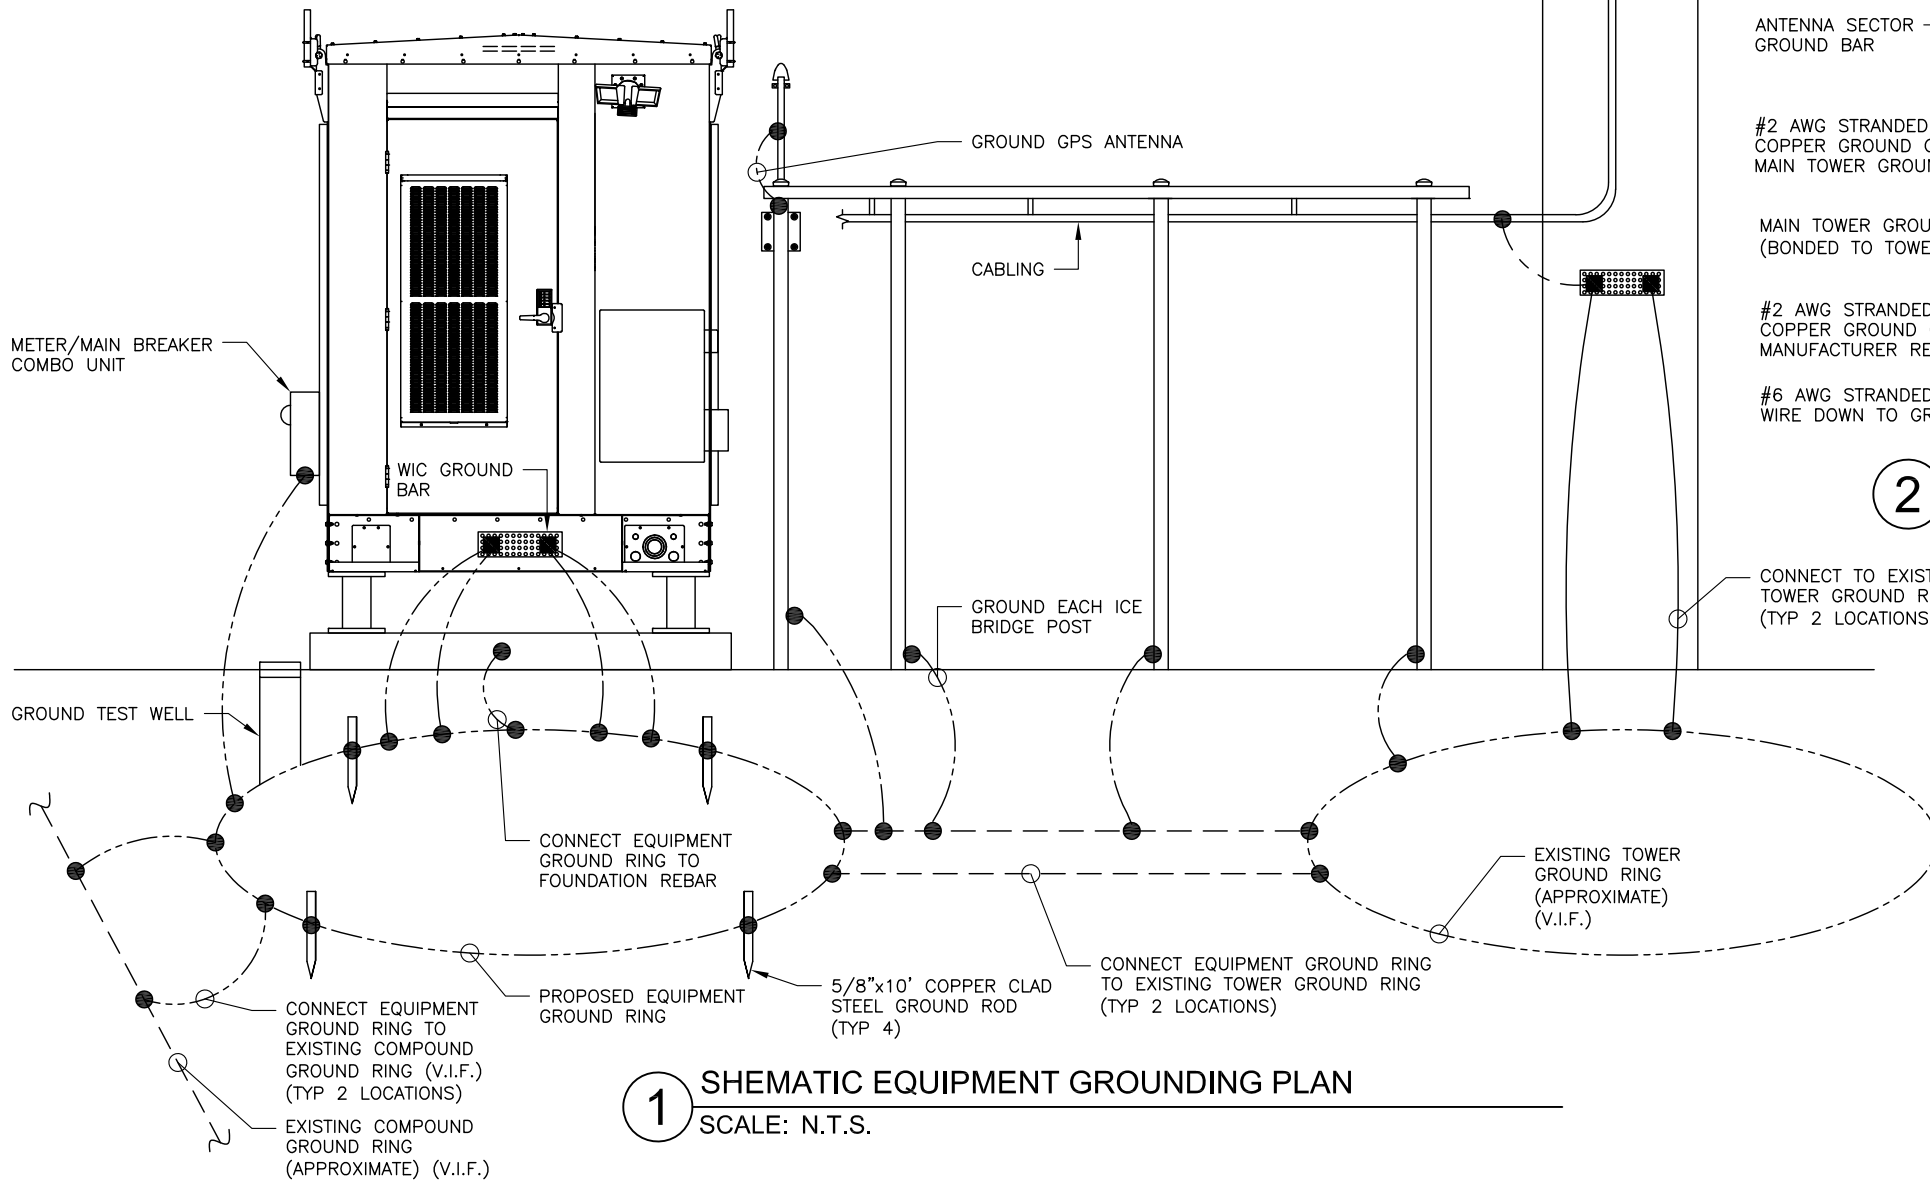 ANTENNA SECTOR
GROUND BAR
#2 AWG STRANDED
COPPER GROUND
MAIN TOWER
MAIN TOWER
(BONDED TO
#2 AWG STRANDED
COPPER GROUND
MANUFACTURER
#6 AWG STRANDED
WIRE DOWN TO
2
CONNECT TO
TOWER GROUND
(TYP 2 LOCATIONS
GROUND GPS ANTENNA
CABLING
METER/MAIN BREAKER
COMBO UNIT
WIC GROUND
BAR
GROUND EACH ICE
BRIDGE POST
GROUND TEST WELL
CONNECT EQUIPMENT
GROUND RING TO
FOUNDATION REBAR
EXISTING TOWER
GROUND RING
(APPROXIMATE)
(V.I.F.)
CONNECT EQUIPMENT GROUND RING
TO EXISTING TOWER GROUND RING
(TYP 2 LOCATIONS)
5/8"x10' COPPER CLAD
STEEL GROUND ROD
(TYP 4)
PROPOSED EQUIPMENT
GROUND RING
CONNECT EQUIPMENT
GROUND RING TO
EXISTING COMPOUND
GROUND RING (V.I.F.)
(TYP 2 LOCATIONS)
EXISTING COMPOUND
GROUND RING
(APPROXIMATE) (V.I.F.)
1
SHEMATIC EQUIPMENT GROUNDING PLAN
SCALE: N.T.S.